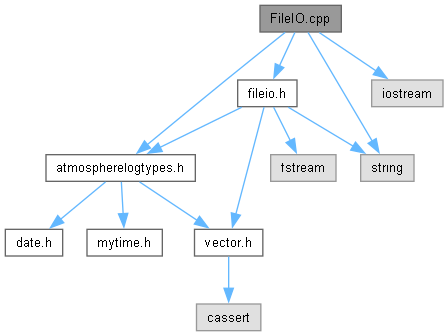 FileIO.cpp
fileio.h
iostream
atmospherelogtypes.h
fstream
string
date.h
mytime.h
vector.h
cassert